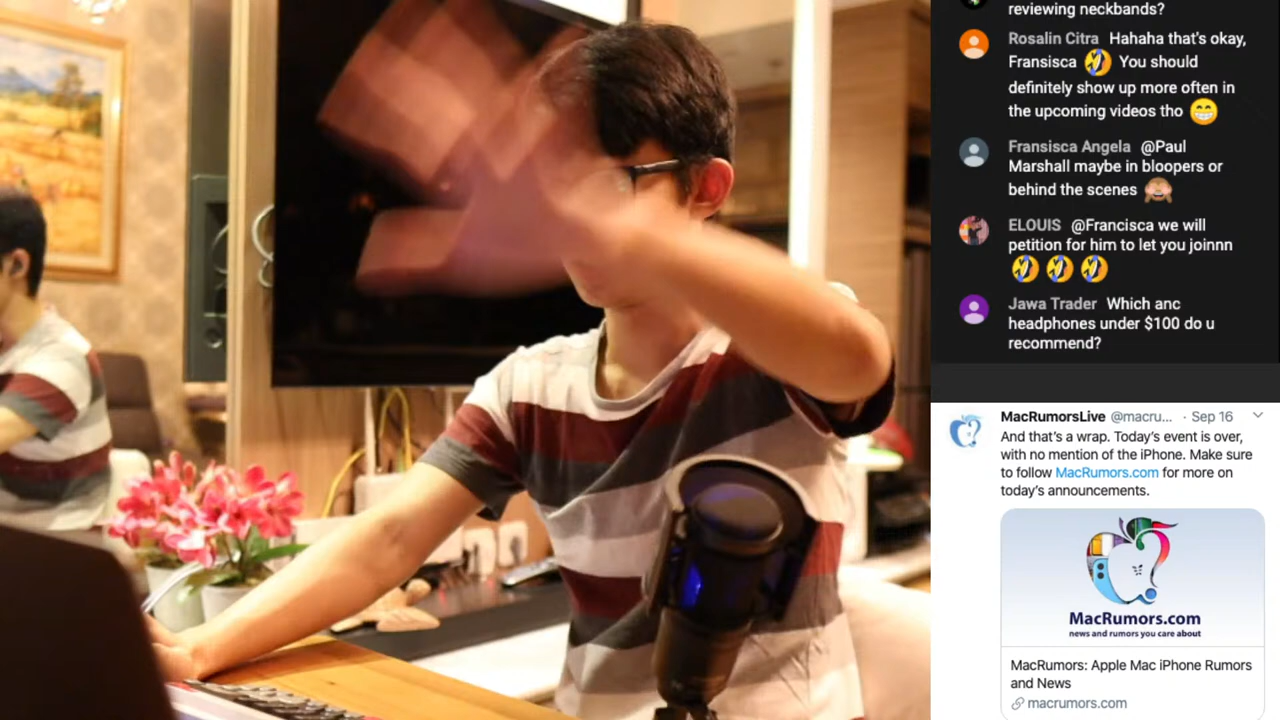 reviewing neckbands?
Rosalin Citra Hahaha that's okay,
Fransisca 🤣 You should
definitely show up more often in
the upcoming videos tho 😁
Fransisca Angela @Paul
Marshall maybe in bloopers or
behind the scenes 🙈
ELOUIS @Francisca we will
petition for him to let you joinnn
🤣🤣🤣
Jawa Trader Which anc
headphones under $100 do u
recommend?
MacRumorsLive @macru... · Sep 16
And that's a wrap. Today's event is over,
with no mention of the iPhone. Make sure
to follow MacRumors.com for more on
today's announcements.
MacRumors.com
news and rumors you care about
MacRumors: Apple Mac iPhone Rumors
and News
macrumors.com